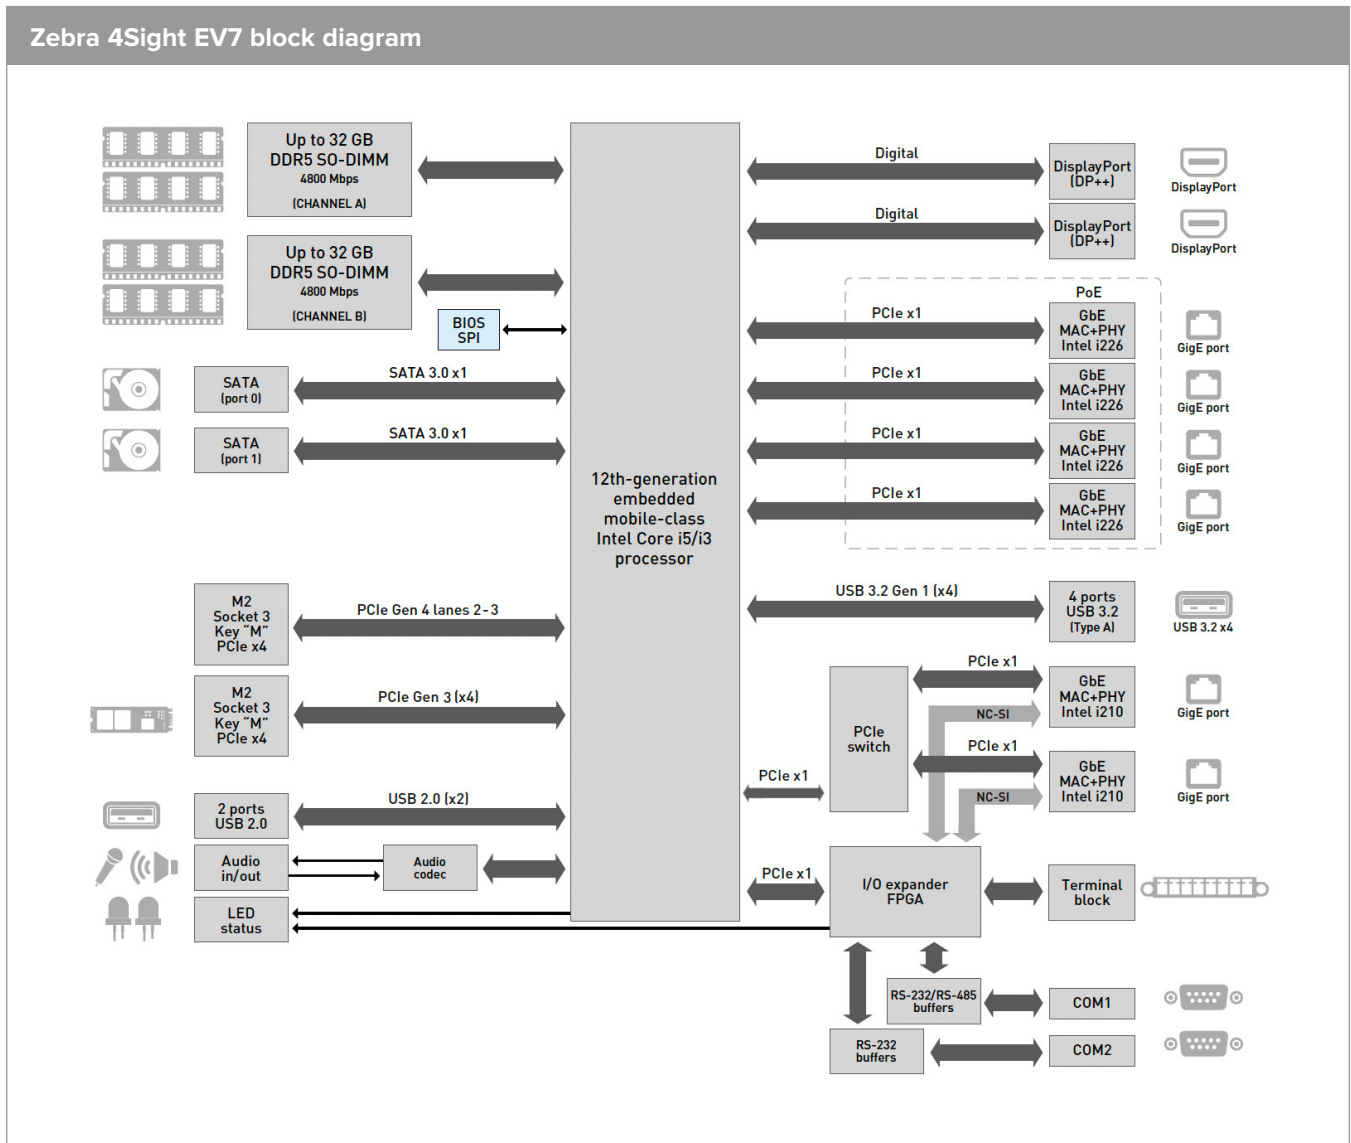 Zebra 4Sight EV7 block diagram
Up to 32 GB
DDR5 SO-DIMM
4800 Mbps
(CHANNEL A)
Up to 32 GB
DDR5 SO-DIMM
4800 Mbps
(CHANNEL B)
BIOS
SPI
SATA
(port 0)
SATA 3.0 x1
SATA
(port 1)
SATA 3.0 x1
M2
Socket 3
Key “M”
PCIe x4
PCIe Gen 4 lanes 2-3
M2
Socket 3
Key “M”
PCIe x4
PCIe Gen 3 (x4)
2 ports
USB 2.0
USB 2.0 (x2)
Audio
in/out
Audio
codec
LED
status
12th-generation
embedded
mobile-class
Intel Core i5/i3
processor
Digital
DisplayPort
(DP++)
DisplayPort
Digital
DisplayPort
(DP++)
DisplayPort
PoE
PCIe x1
GbE
MAC+PHY
Intel i226
GigE port
PCIe x1
GbE
MAC+PHY
Intel i226
GigE port
PCIe x1
GbE
MAC+PHY
Intel i226
GigE port
PCIe x1
GbE
MAC+PHY
Intel i226
GigE port
USB 3.2 Gen 1 (x4)
4 ports
USB 3.2
(Type A)
USB 3.2 x4
PCIe x1
PCIe
switch
PCIe x1
GbE
MAC+PHY
Intel i210
GigE port
NC-SI
PCIe x1
GbE
MAC+PHY
Intel i210
GigE port
NC-SI
PCIe x1
I/O expander
FPGA
Terminal
block
RS-232/RS-485
buffers
COM1
RS-232
buffers
COM2